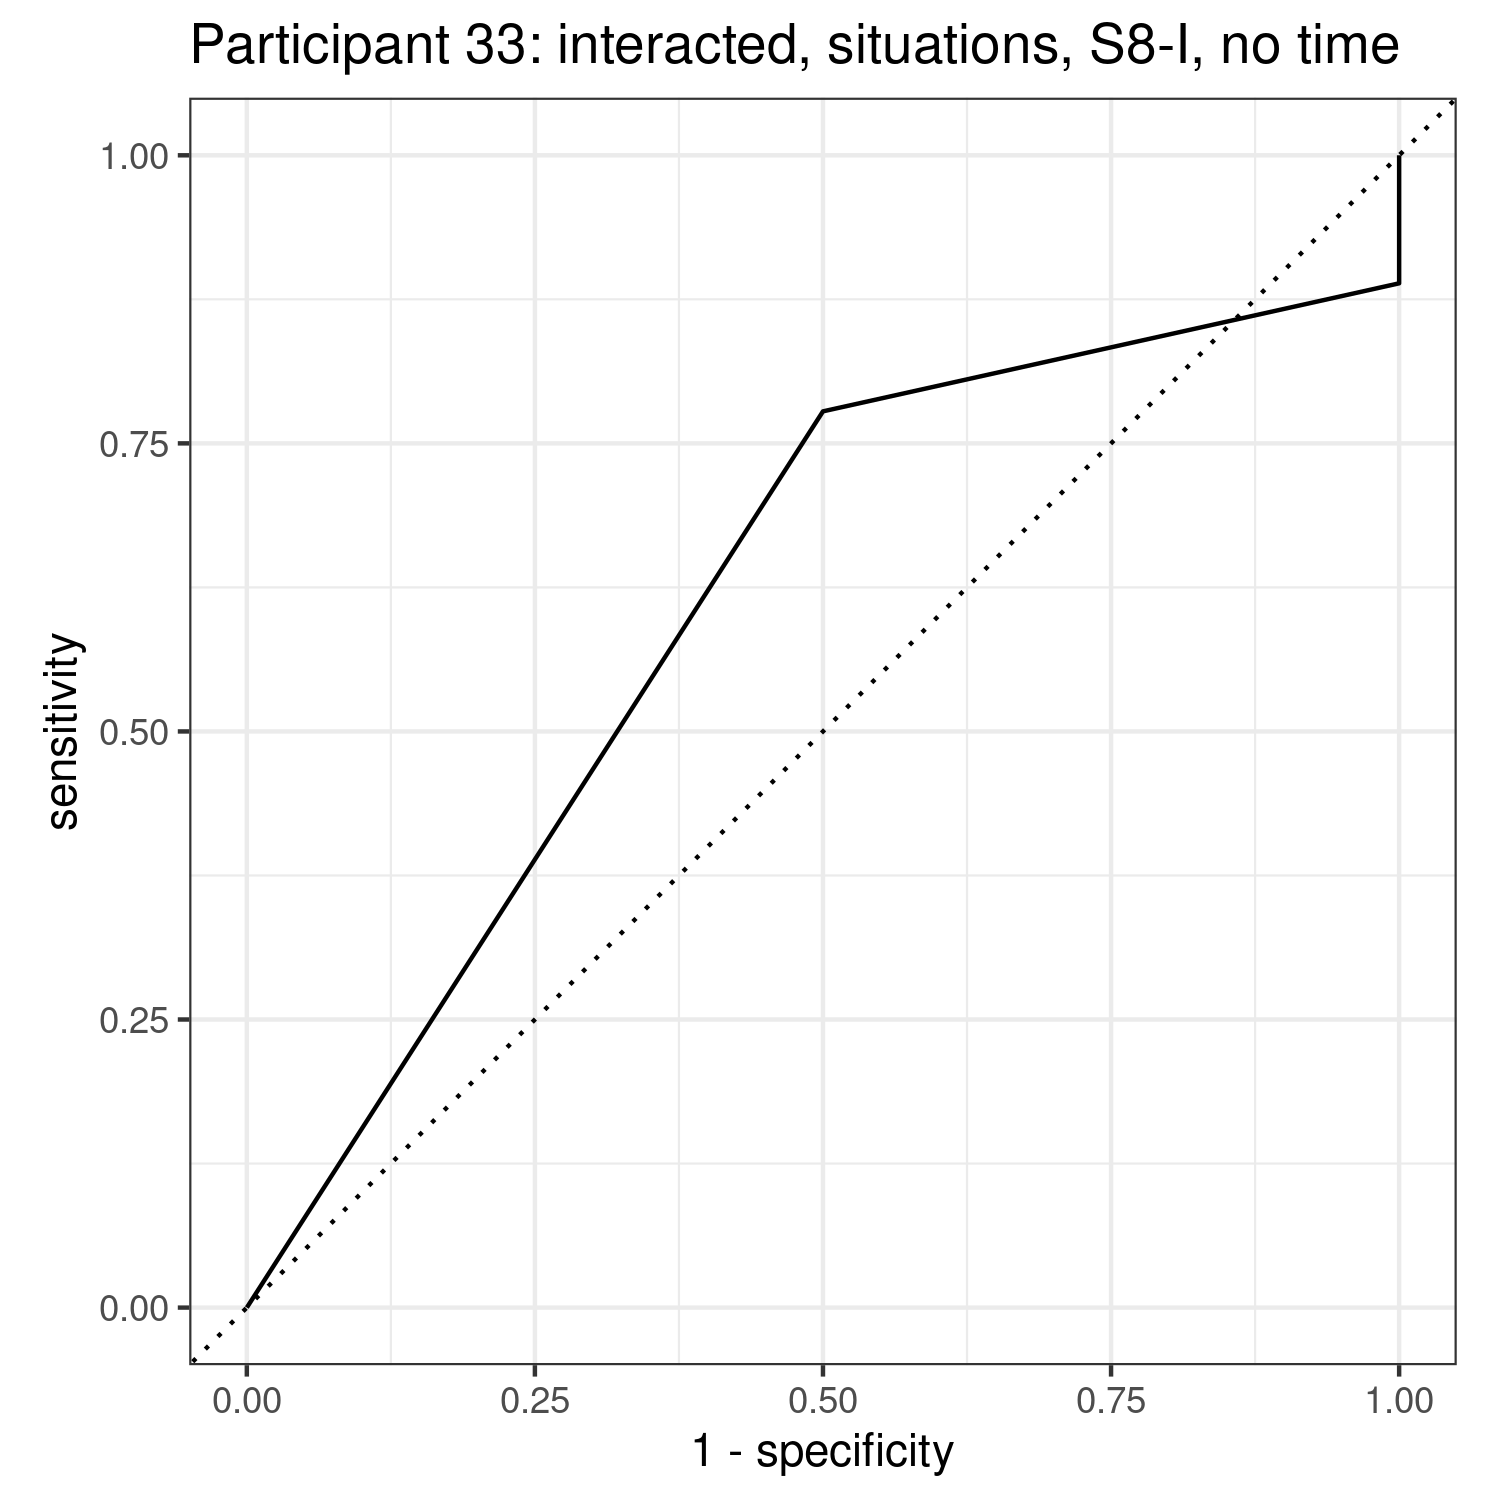 Participant 33: interacted, situations, S8-I, no time
sensitivity
1.00
0.75
0.50
0.25
0.00
0.00 0.25 0.50 0.75 1.00
1 - specificity